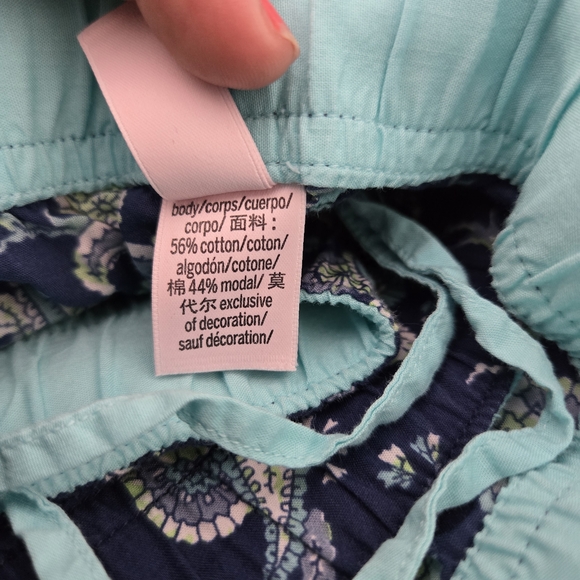 body/corps/cuerpo/
corpo/ 面料：
56% cotton/coton/
algodón/cotone/
棉 44% modal/ 莫
代尔 exclusive
of decoration/
sauf décoration/